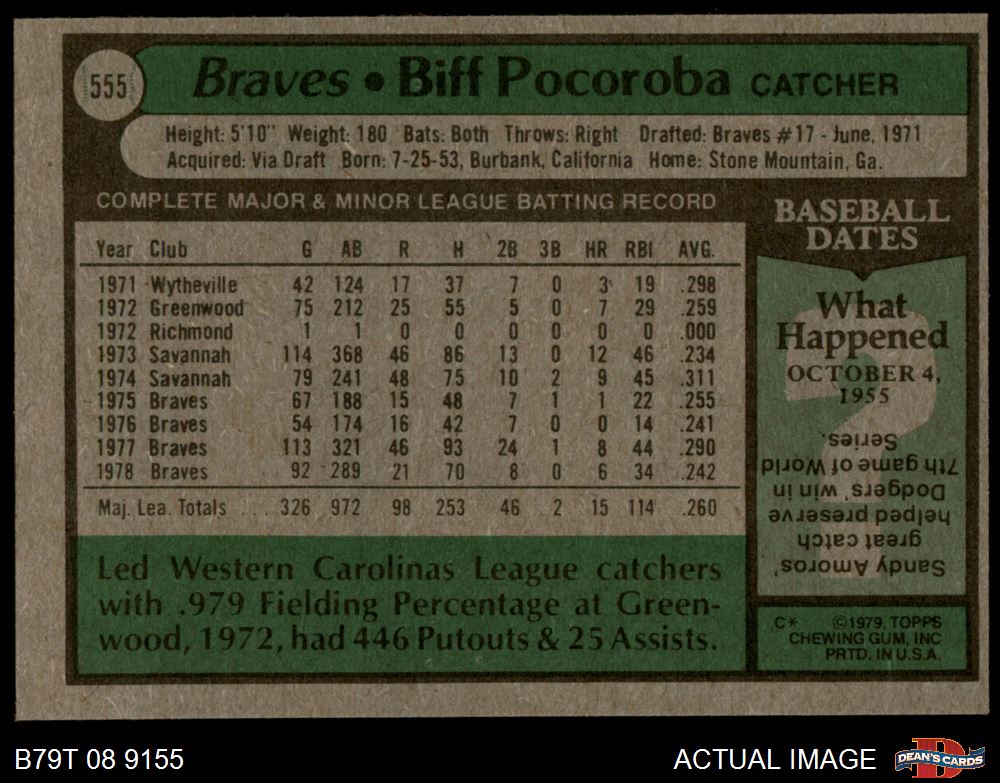 555
Braves • Biff Pocoroba CATCHER
Height: 5'10" Weight: 180 Bats: Both Throws: Right Drafted: Braves #17 - June, 1971
Acquired: Via Draft Born: 7-25-53, Burbank, California Home: Stone Mountain, Ga.
COMPLETE MAJOR & MINOR LEAGUE BATTING RECORD
Year Club G AB R H 2B 3B HR RBI AVG.
1971 Wytheville 42 124 17 37 7 0 3 19 .298
1972 Greenwood 75 212 25 55 5 0 7 29 .259
1972 Richmond 1 1 0 0 0 0 0 0 .000
1973 Savannah 114 368 46 86 13 0 12 46 .234
1974 Savannah 79 241 48 75 10 2 9 45 .311
1975 Braves 67 188 15 48 7 1 1 22 .255
1976 Braves 54 174 16 42 7 0 0 14 .241
1977 Braves 113 321 46 93 24 1 8 44 .290
1978 Braves 92 289 21 70 8 0 6 34 .242
Maj. Lea. Totals ... 326 972 98 253 46 2 15 114 .260
Led Western Carolinas League catchers
with .979 Fielding Percentage at Green-
wood, 1972, had 446 Putouts & 25 Assists.
BASEBALL
DATES
What
Happened
OCTOBER 4,
1955
?
Sandy Amoros'
great catch
helped preserve
Dodgers' win in
7th game of World
Series.
C* ©1979, TOPPS
CHEWING GUM, INC
PRTD. IN U.S.A.
B79T 08 9155
ACTUAL IMAGE
D
DEAN'S CARDS